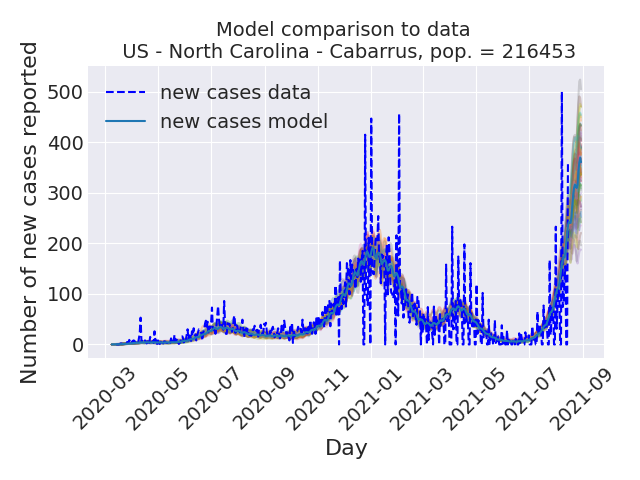 Model comparison to data
US - North Carolina - Cabarrus, pop. = 216453
Number of new cases reported
500
400
300
200
100
0
new cases data
new cases model
2020-03
2020-05
2020-07
2020-09
2020-11
2021-01
2021-03
2021-05
2021-07
2021-09
Day